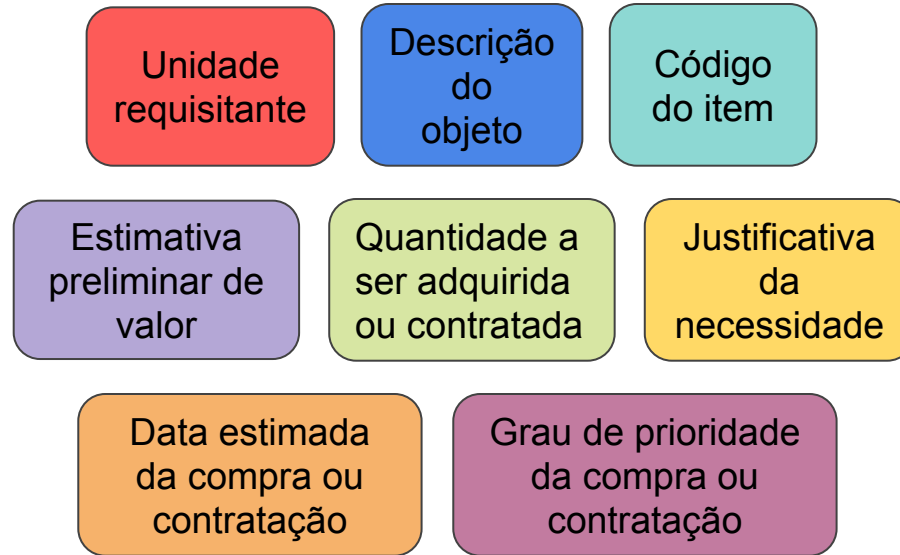 Unidade
requisitante
Descrição
do
objeto
Código
do item
Estimativa
preliminar de
valor
Quantidade a
ser adquirida
ou contratada
Justificativa
da
necessidade
Data estimada
da compra ou
contratação
Grau de prioridade
da compra ou
contratação